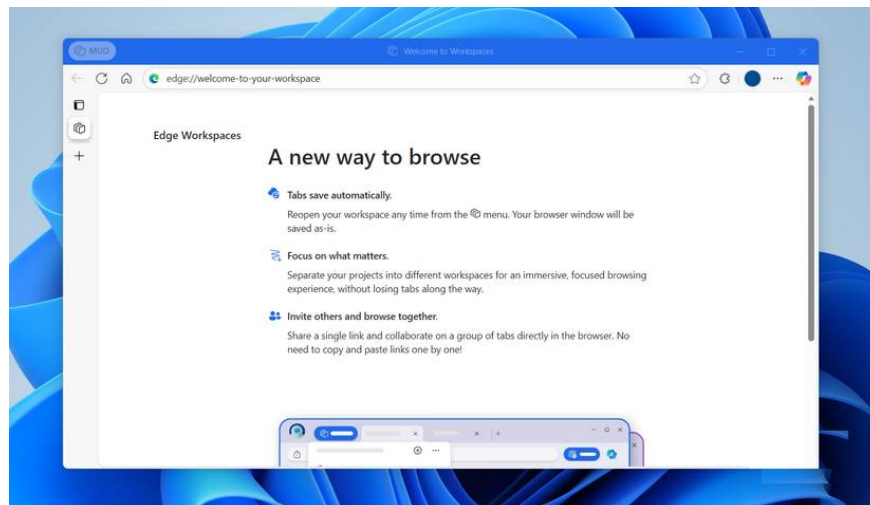 MUO
Welcome to Workspaces
edge://welcome-to-your-workspace
Edge Workspaces
A new way to browse
Tabs save automatically.
Reopen your workspace any time from the menu. Your browser window will be
saved as-is.
Focus on what matters.
Separate your projects into different workspaces for an immersive, focused browsing
experience, without losing tabs along the way.
Invite others and browse together.
Share a single link and collaborate on a group of tabs directly in the browser. No
need to copy and paste links one by one!